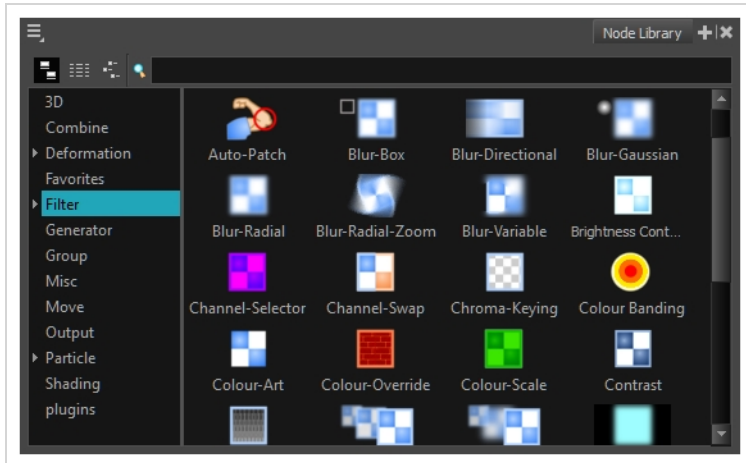 Node Library
3D
Combine
Deformation
Favorites
Filter
Generator
Group
Misc
Move
Output
Particle
Shading
plugins
Auto-Patch
Blur-Box
Blur-Directional
Blur-Gaussian
Blur-Radial
Blur-Radial-Zoom
Blur-Variable
Brightness Cont...
Channel-Selector
Channel-Swap
Chroma-Keying
Colour Banding
Colour-Art
Colour-Override
Colour-Scale
Contrast